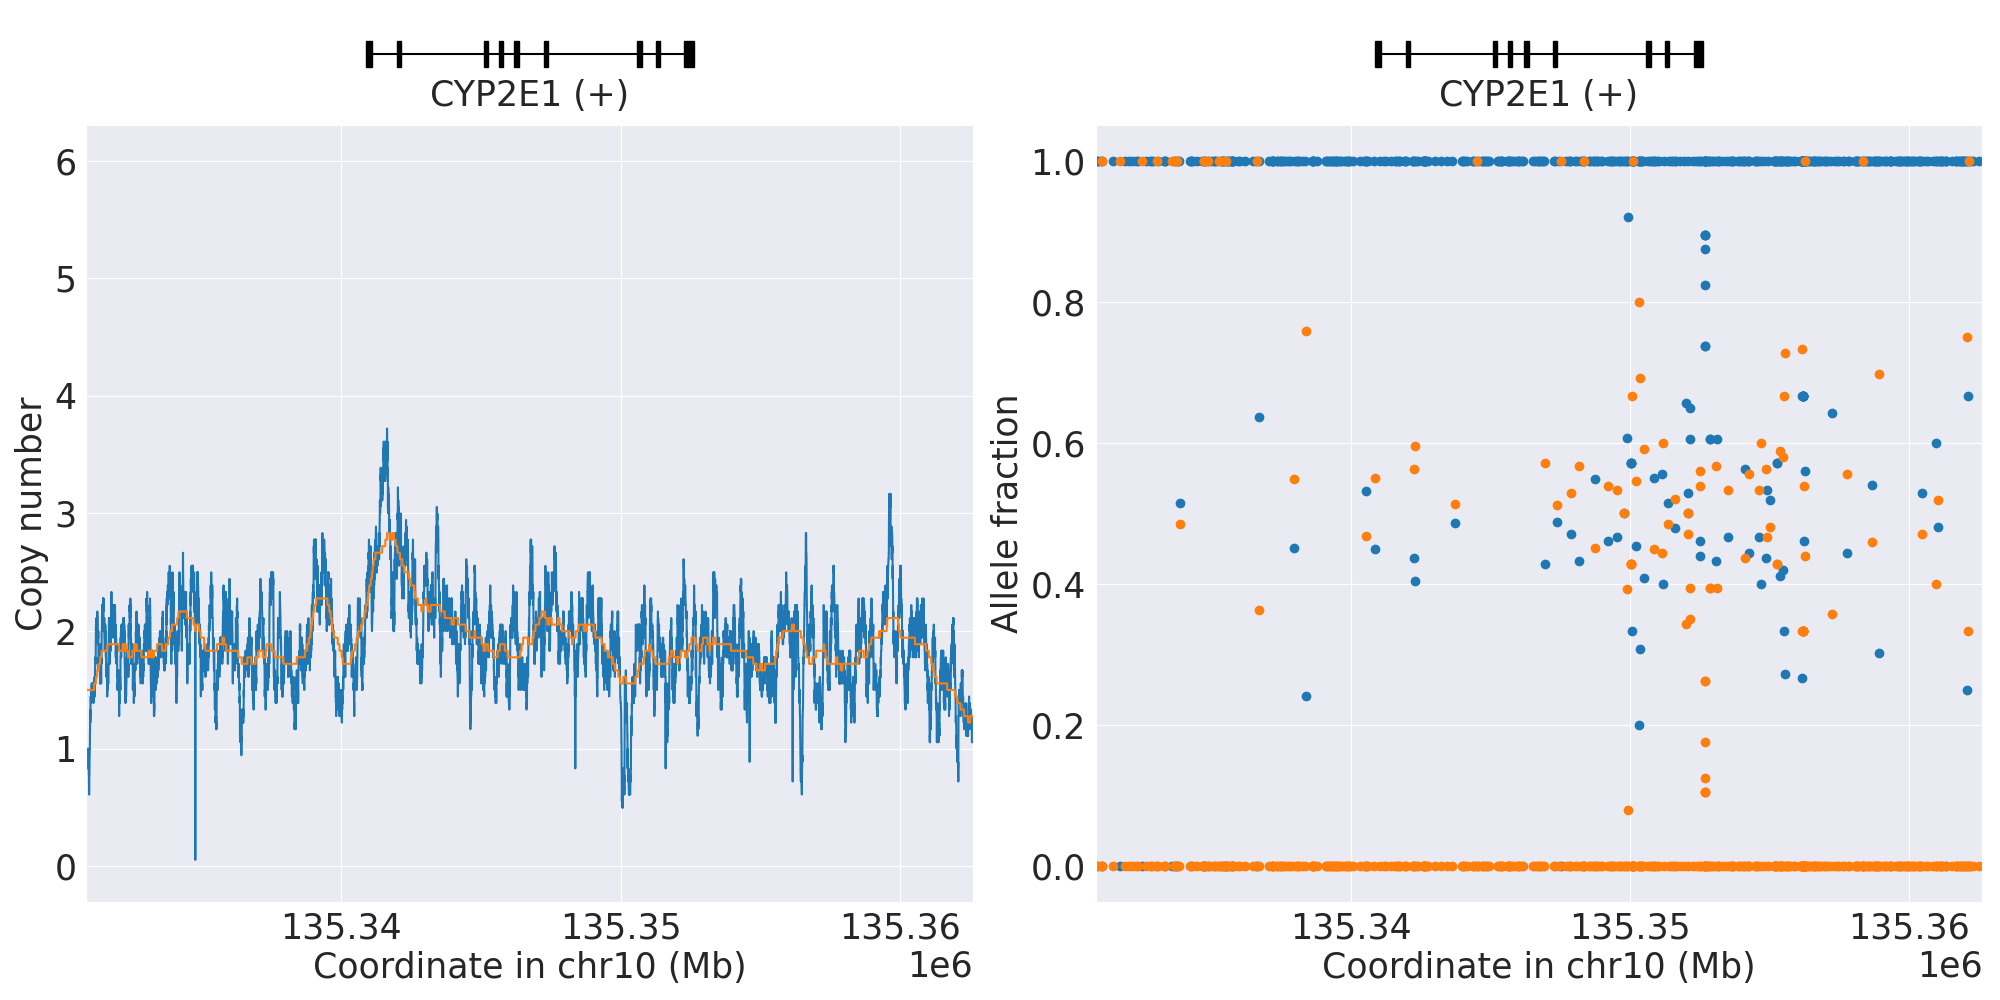 CYP2E1 (+)
6
5
4
3
2
1
0
Copy number
135.34 135.35 135.36
Coordinate in chr10 (Mb)
1e6
CYP2E1 (+)
1.0
0.8
0.6
0.4
0.2
0.0
Allele fraction
135.34 135.35 135.36
Coordinate in chr10 (Mb)
1e6